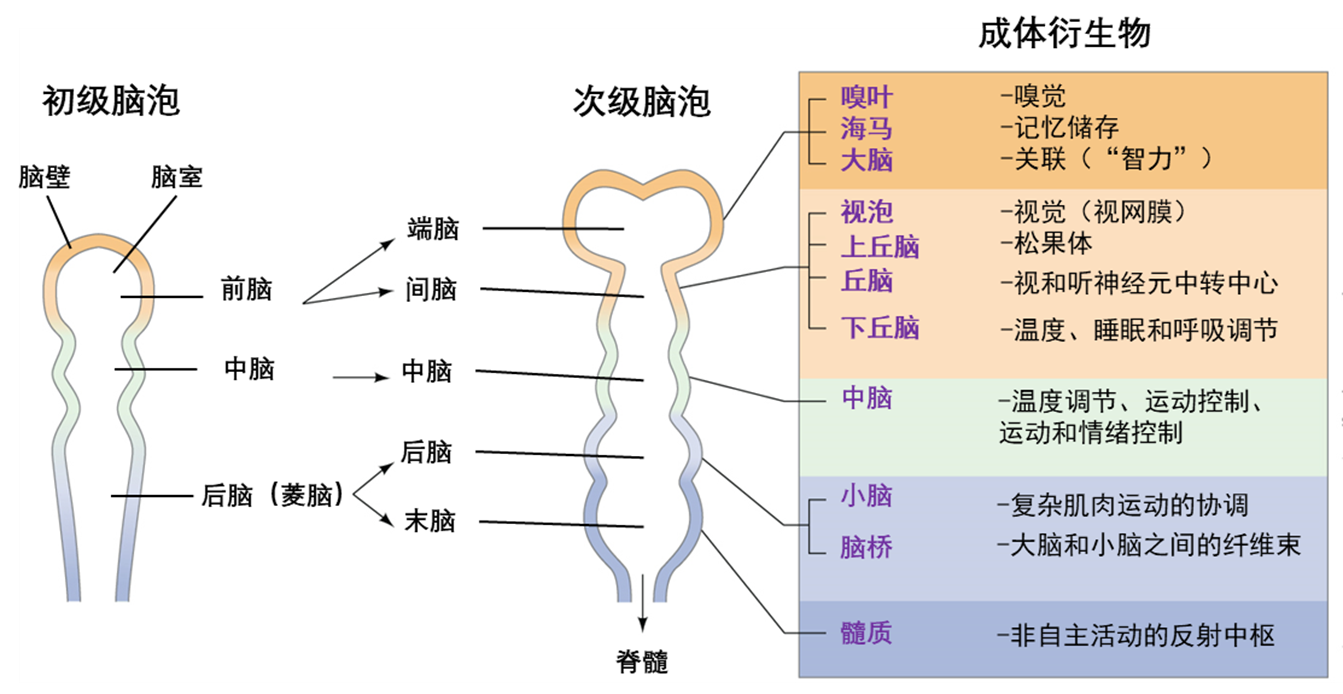 成体衍生物
初级脑泡
次级脑泡
脑壁
脑室
前脑
中脑
后脑（菱脑）
端脑
间脑
中脑
后脑
末脑
脊髓
嗅叶 -嗅觉
海马 -记忆储存
大脑 -关联（“智力”）
视泡 -视觉（视网膜）
上丘脑 -松果体
丘脑 -视和听神经元中转中心
下丘脑 -温度、睡眠和呼吸调节
中脑 -温度调节、运动控制、
运动和情绪控制
小脑 -复杂肌肉运动的协调
脑桥 -大脑和小脑之间的纤维束
髓质 -非自主活动的反射中枢